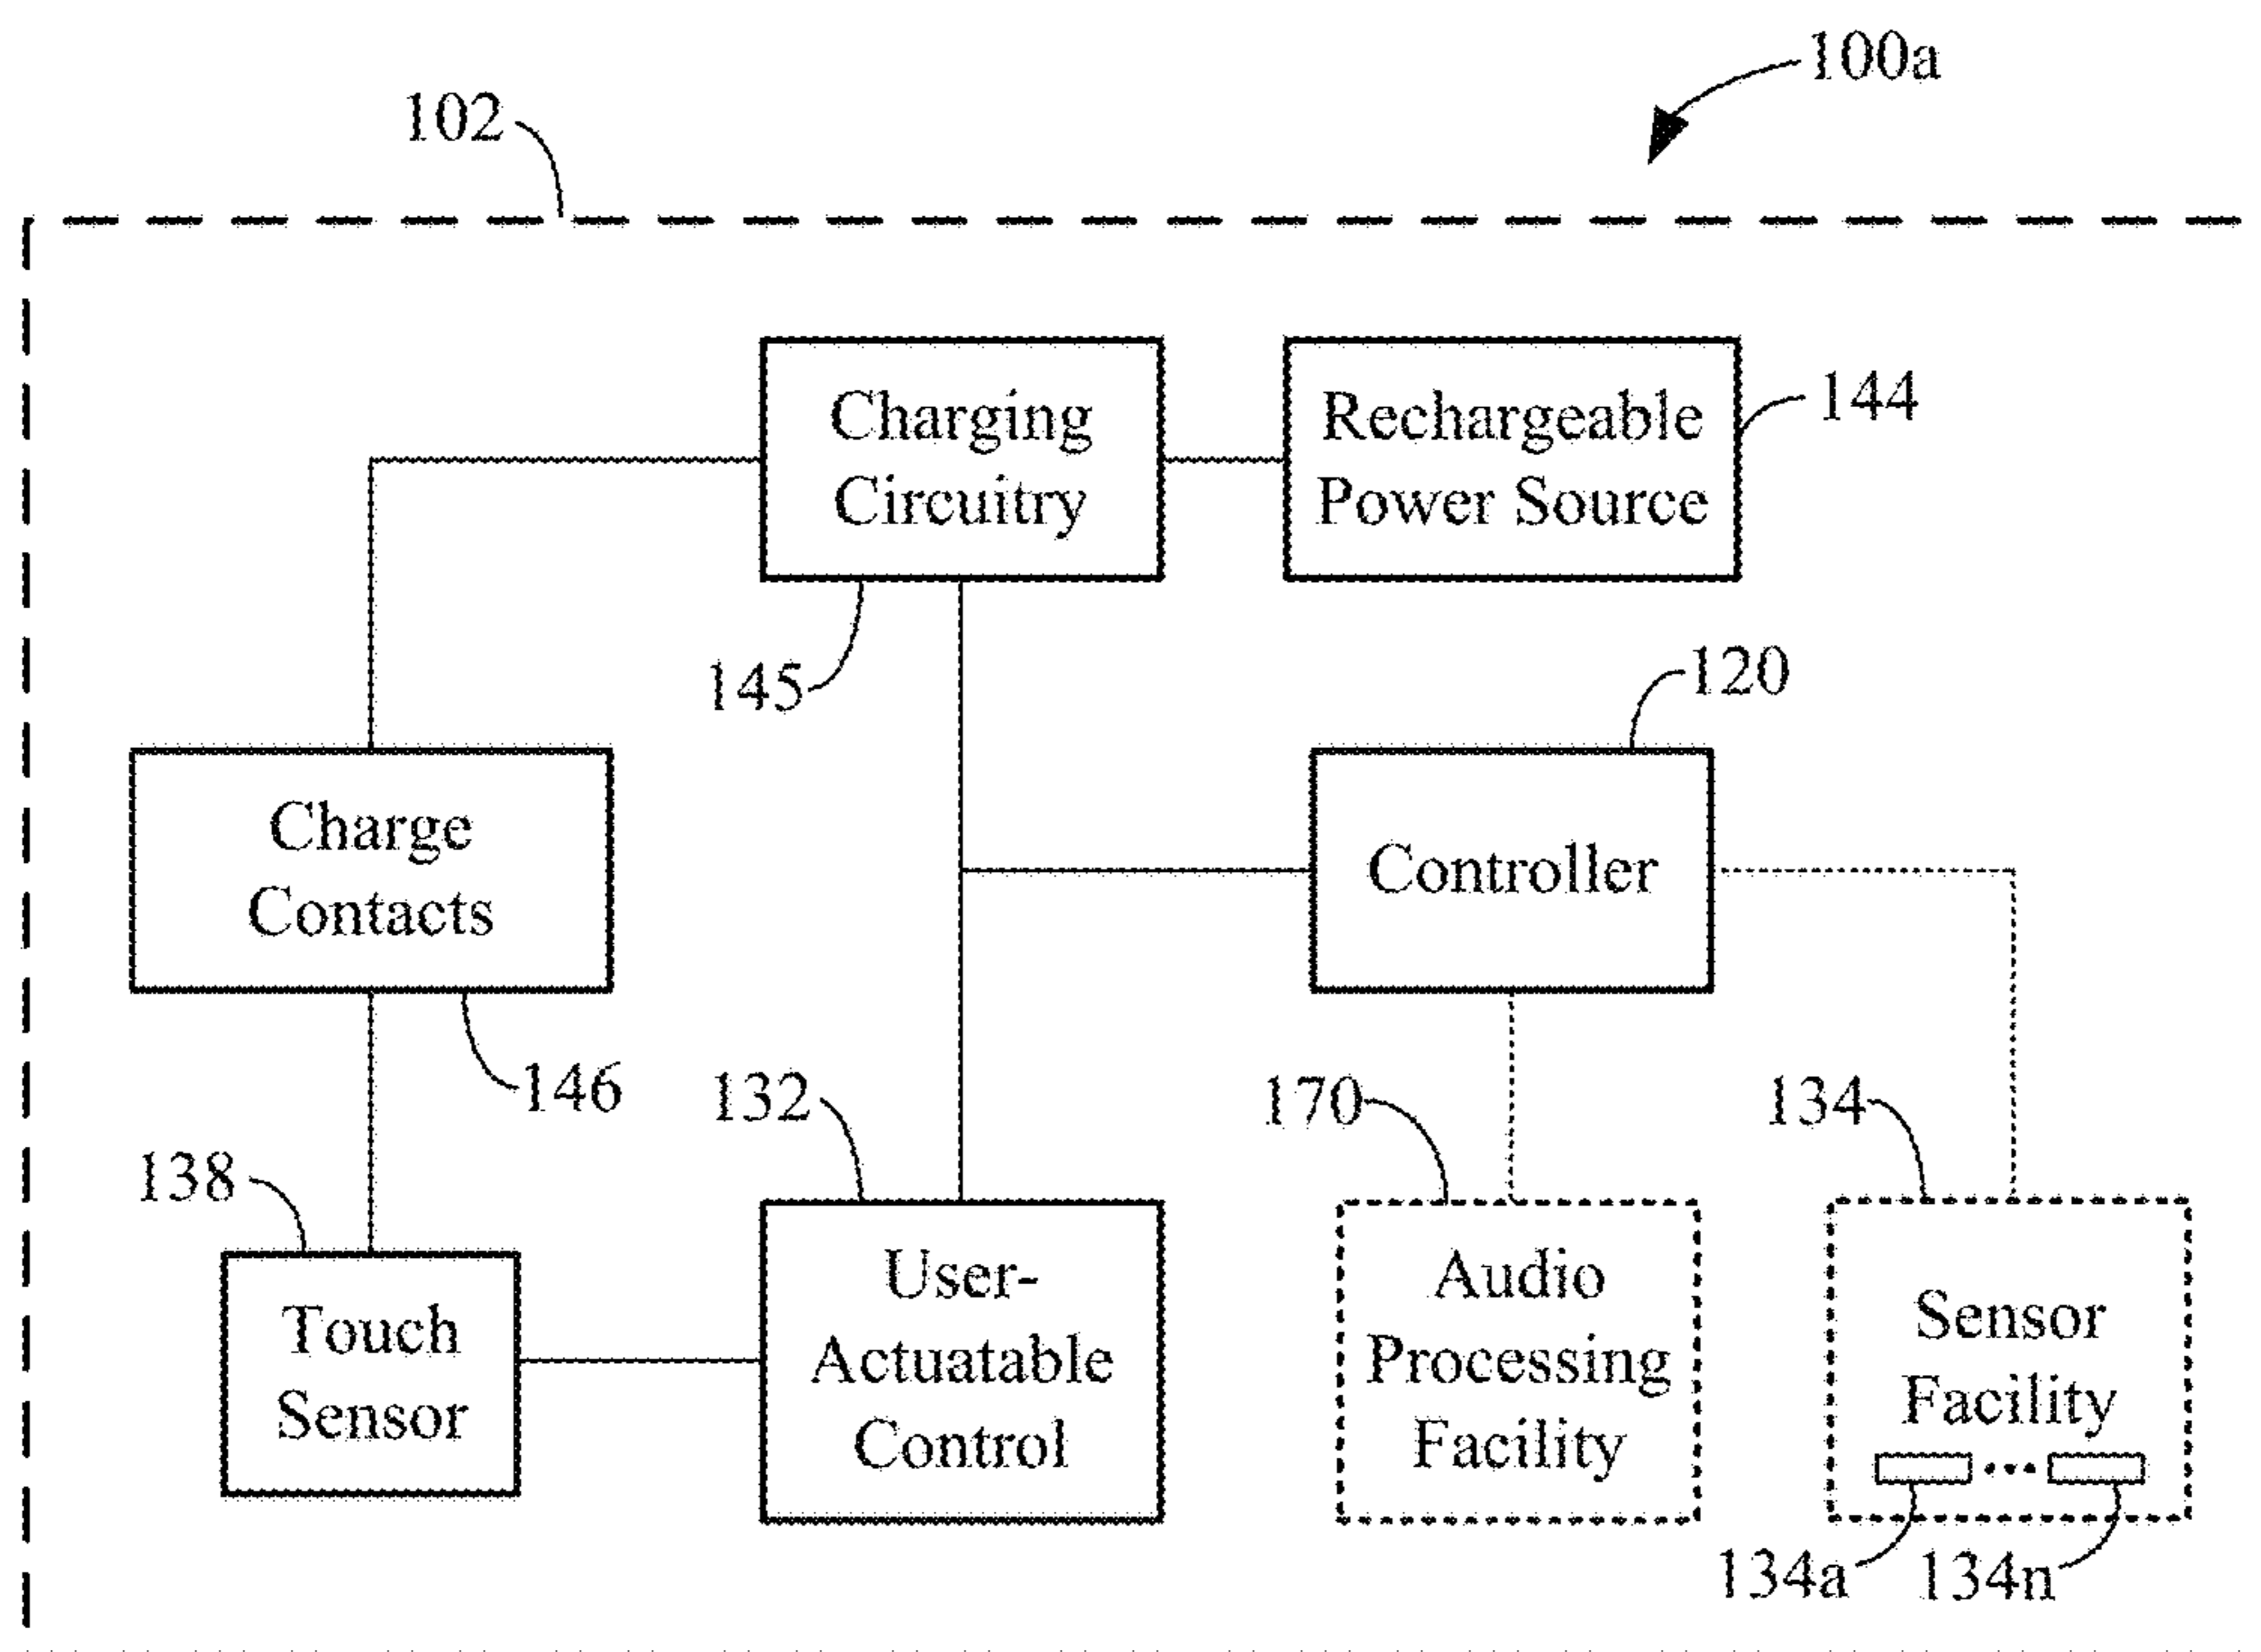 100a
102
Charging
Circuitry
Rechargeable
Power Source
144
145
120
Charge
Contacts
Controller
146
132
170
134
138
Touch
Sensor
User-
Actuatable
Control
Audio
Processing
Facility
Sensor
Facility
134a
134n